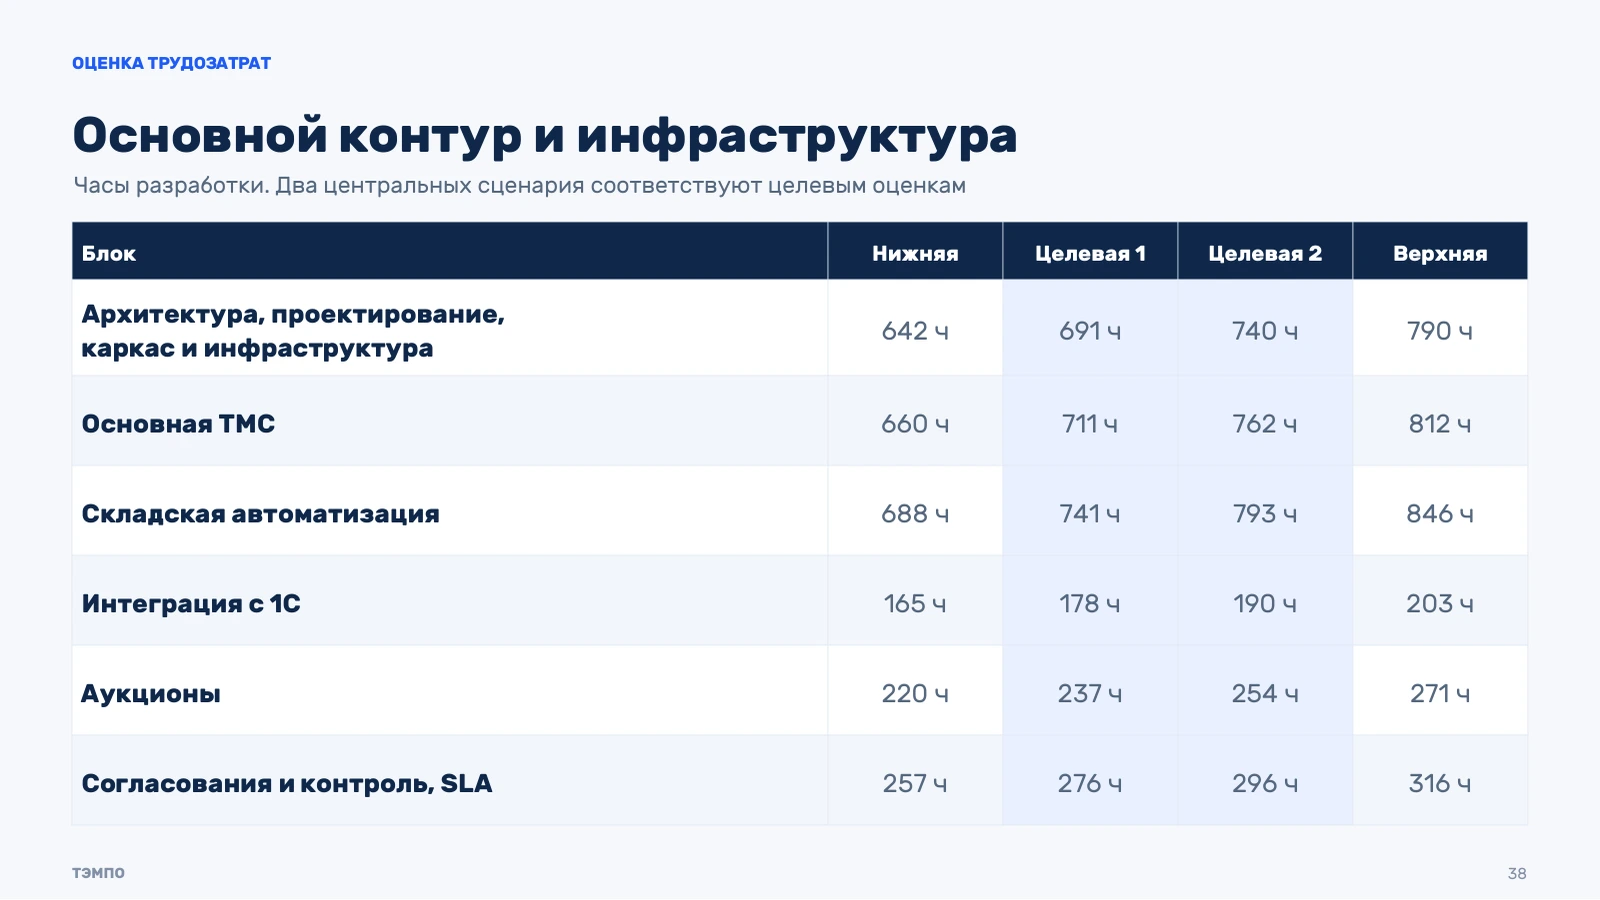 ОЦЕНКА ТРУДОЗАТРАТ
Основной контур и инфраструктура
Часы разработки. Два центральных сценария соответствуют целевым оценкам
Блок Нижняя Целевая 1 Целевая 2 Верхняя
Архитектура, проектирование,
каркас и инфраструктура 642 ч 691 ч 740 ч 790 ч
Основная ТМС 660 ч 711 ч 762 ч 812 ч
Складская автоматизация 688 ч 741 ч 793 ч 846 ч
Интеграция с 1С 165 ч 178 ч 190 ч 203 ч
Аукционы 220 ч 237 ч 254 ч 271 ч
Согласования и контроль, SLA 257 ч 276 ч 296 ч 316 ч
ТЭМПО 38